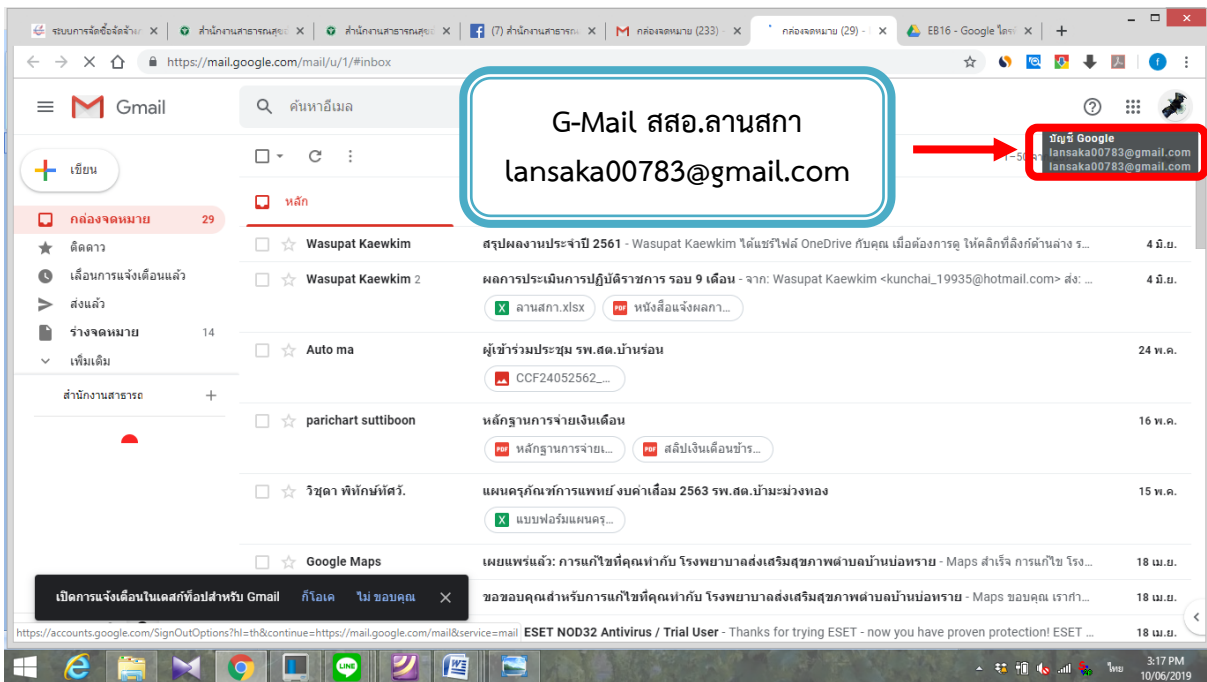 ระบบการจัดซื้อจัดจ้าง
สำนักงานสาธารณสุข
สำนักงานสาธารณสุข
(7) สำนักงานสาธารณ
กล่องจดหมาย (233) -
กล่องจดหมาย (29) -
EB16 - Google ไดรฟ์
https://mail.google.com/mail/u/1/#inbox
Gmail
ค้นหาอีเมล
G-Mail สสอ.ลานสกา
lansaka00783@gmail.com
บัญชี Google
lansaka00783@gmail.com
lansaka00783@gmail.com
เขียน
หลัก
กล่องจดหมาย 29
ติดดาว
เลื่อนการแจ้งเตือนแล้ว
ส่งแล้ว
ร่างจดหมาย 14
เพิ่มเติม
สำนักงานสาธารถ
Wasupat Kaewkim สรุปผลงานประจำปี 2561 - Wasupat Kaewkim ได้แชร์ไฟล์ OneDrive กับคุณ เมื่อต้องการดู ให้คลิกที่ลิงก์ด้านล่าง ร... 4 มิ.ย.
Wasupat Kaewkim 2 ผลการประเมินการปฏิบัติราชการ รอบ 9 เดือน - จาก: Wasupat Kaewkim <kunchai_19935@hotmail.com> ส่ง: ... 4 มิ.ย.
ลานสกา.xlsx หนังสือแจ้งผลกา...
Auto ma ผู้เข้าร่วมประชุม รพ.สต.บ้านร่อน 24 พ.ค.
CCF24052562_...
parichart suttiboon หลักฐานการจ่ายเงินเดือน 16 พ.ค.
หลักฐานการจ่ายเ... สลิปเงินเดือนข้าร...
วิชุดา พิทักษ์ทัศวั. แผนครุภัณฑ์การแพทย์ งบค่าเสื่อม 2563 รพ.สต.บ้ามะม่วงทอง 15 พ.ค.
แบบฟอร์มแผนครุ...
Google Maps เผยแพร่แล้ว: การแก้ไขที่คุณทำกับ โรงพยาบาลส่งเสริมสุขภาพตำบลบ้านบ่อทราย - Maps สำเร็จ การแก้ไข โรง... 18 เม.ย.
ขอขอบคุณสำหรับการแก้ไขที่คุณทำกับ โรงพยาบาลส่งเสริมสุขภาพตำบลบ้านบ่อทราย - Maps ขอบคุณ เรากำ... 18 เม.ย.
เปิดการแจ้งเตือนในเดสก์ท็อปสำหรับ Gmail ก็โอเค ไม่ ขอบคุณ
ESET NOD32 Antivirus / Trial User - Thanks for trying ESET - now you have proven protection! ESET ... 18 เม.ย.
https://accounts.google.com/SignOutOptions?hl=th&continue=https://mail.google.com/mail&service=mail
LINE
ไทย
3:17 PM
10/06/2019